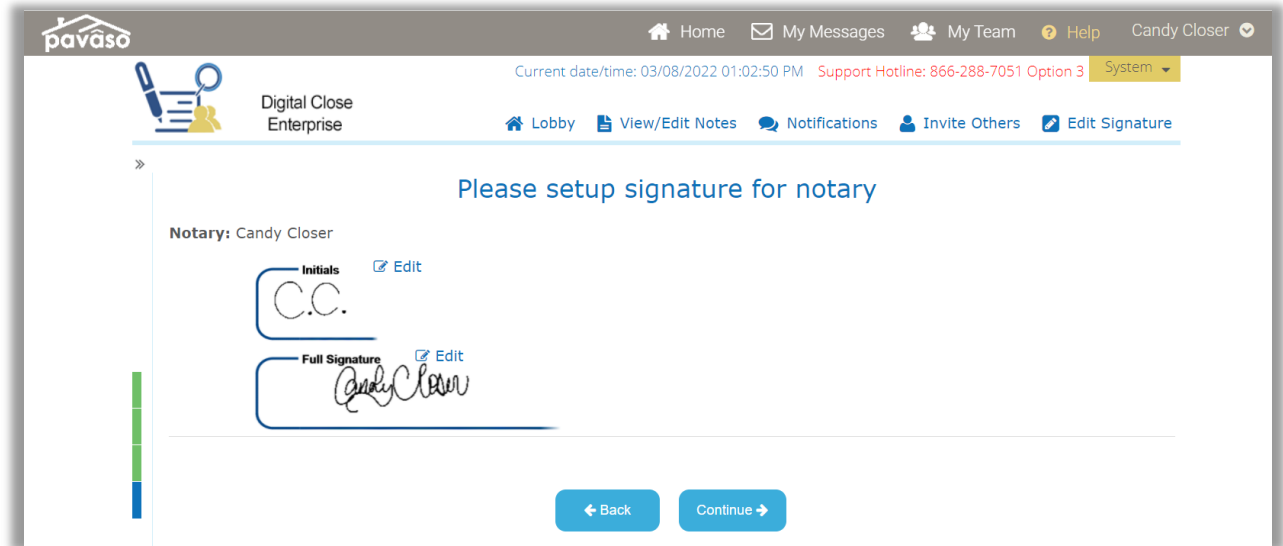 pavaso
Home My Messages My Team Help Candy Closer
Current date/time: 03/08/2022 01:02:50 PM Support Hotline: 866-288-7051 Option 3 System
Digital Close
Enterprise
Lobby View/Edit Notes Notifications Invite Others Edit Signature
»
Please setup signature for notary
Notary: Candy Closer
Initials Edit
C.C.
Full Signature Edit
Candy Closer
Back Continue